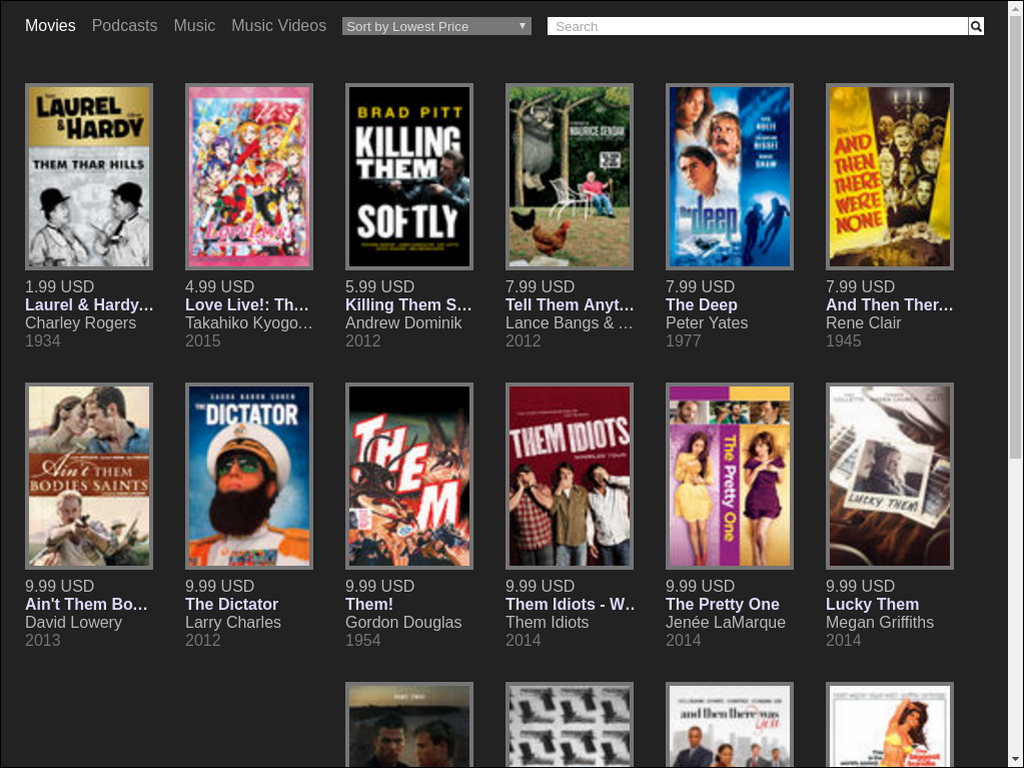 Movies Podcasts Music Music Videos Sort by Lowest Price Search
LAUREL
& HARDY
THEM THAR HILLS
Love Live!
BRAD PITT
KILLING
THEM
SOFTLY
MAURICE SENDAK
NICK NOLTE
JACQUELINE BISSET
ROBERT SHAW
The deep
AND
THEN
THERE
WERE
NONE
1.99 USD
Laurel & Hardy...
Charley Rogers
1934
4.99 USD
Love Live!: Th...
Takahiko Kyogo...
2015
5.99 USD
Killing Them S...
Andrew Dominik
2012
7.99 USD
Tell Them Anyt...
Lance Bangs & ...
2012
7.99 USD
The Deep
Peter Yates
1977
7.99 USD
And Then Ther...
Rene Clair
1945
Ain't THEM
BODIES SAINTS
SACHA BARON COHEN
THE DICTATOR
THEM
THEM IDIOTS
The Pretty One
LUCKY THEM
9.99 USD
Ain't Them Bo...
David Lowery
2013
9.99 USD
The Dictator
Larry Charles
2012
9.99 USD
Them!
Gordon Douglas
1954
9.99 USD
Them Idiots - W..
Them Idiots
2014
9.99 USD
The Pretty One
Jenée LaMarque
2014
9.99 USD
Lucky Them
Megan Griffiths
2014
PART TWO
and then there was
you